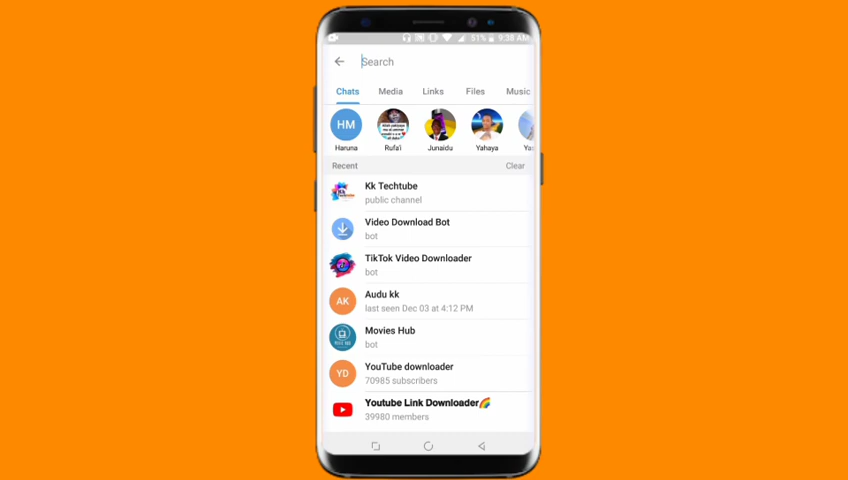 51% 9:38 AM
Search
Chats Media Links Files Music
HM
Haruna Rufa'i Junaidu Yahaya
Recent Clear
Kk Techtube
public channel
Video Download Bot
bot
TikTok Video Downloader
bot
AK
Audu kk
last seen Dec 03 at 4:12 PM
Movies Hub
bot
YD
YouTube downloader
70985 subscribers
Youtube Link Downloader🌈
39980 members